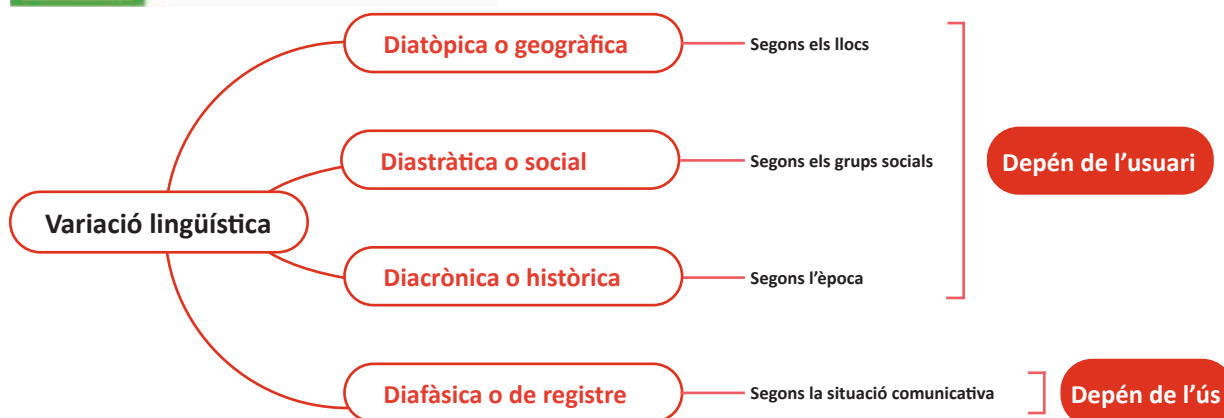 Diatòpica o geogràfica
Segons els llocs
Diastràtica o social
Segons els grups socials
Depén de l'usuari
Variació lingüística
Diacrònica o històrica
Segons l'època
Diafàsica o de registre
Segons la situació comunicativa
Depén de l'ús